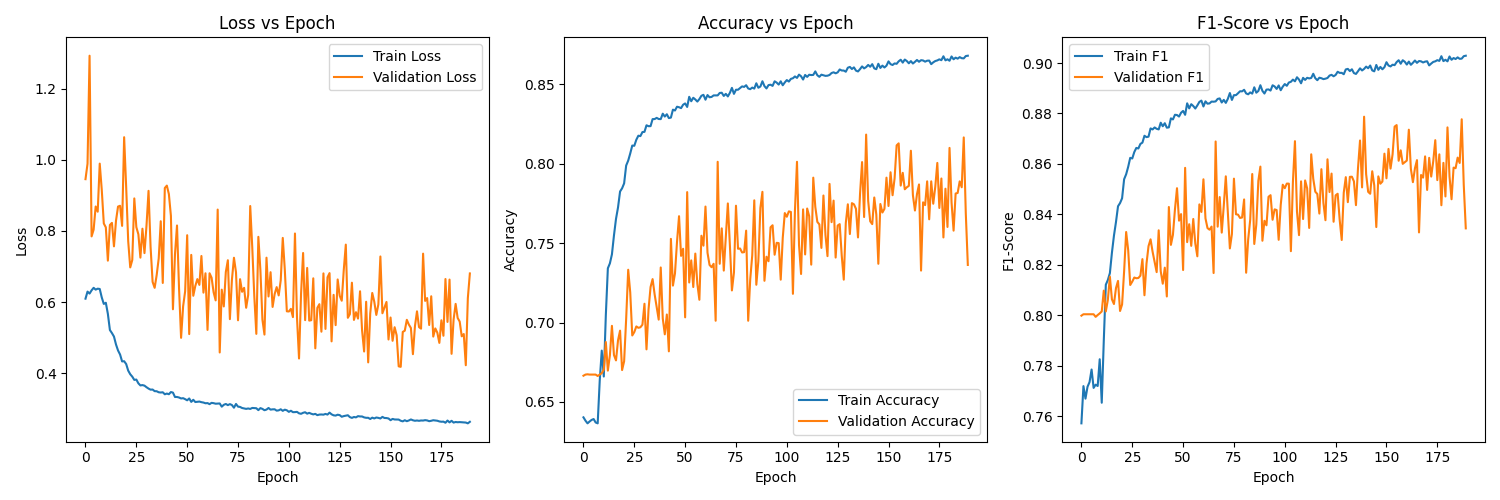 Loss vs Epoch
Train Loss
Validation Loss
Loss
1.2
1.0
0.8
0.6
0.4
0 25 50 75 100 125 150 175
Epoch
Accuracy vs Epoch
Accuracy
0.85
0.80
0.75
0.70
0.65
Train Accuracy
Validation Accuracy
0 25 50 75 100 125 150 175
Epoch
F1-Score vs Epoch
Train F1
Validation F1
F1-Score
0.90
0.88
0.86
0.84
0.82
0.80
0.78
0.76
0 25 50 75 100 125 150 175
Epoch